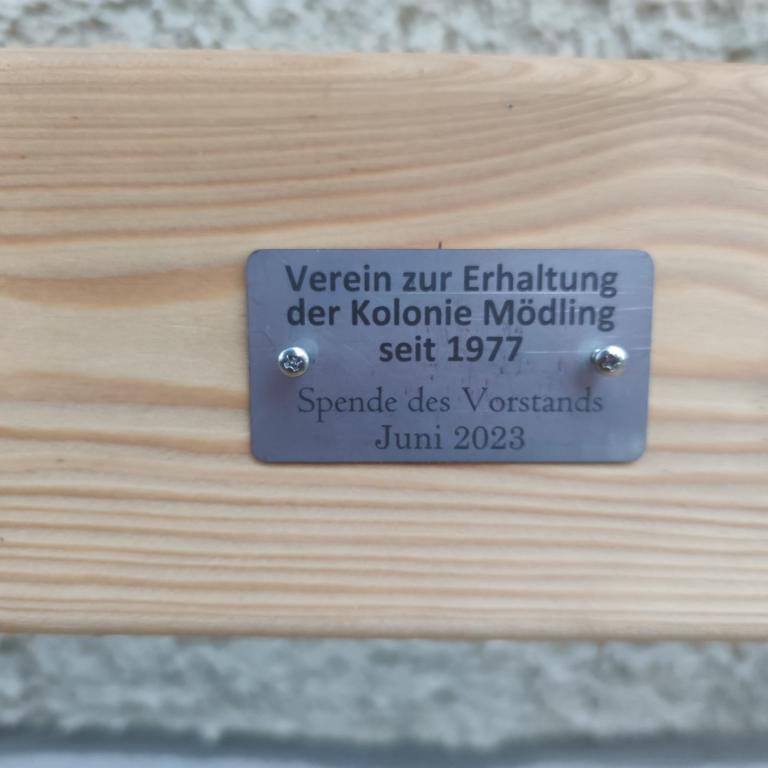 Verein zur Erhaltung
der Kolonie Mödling
seit 1977
Spende des Vorstands
Juni 2023